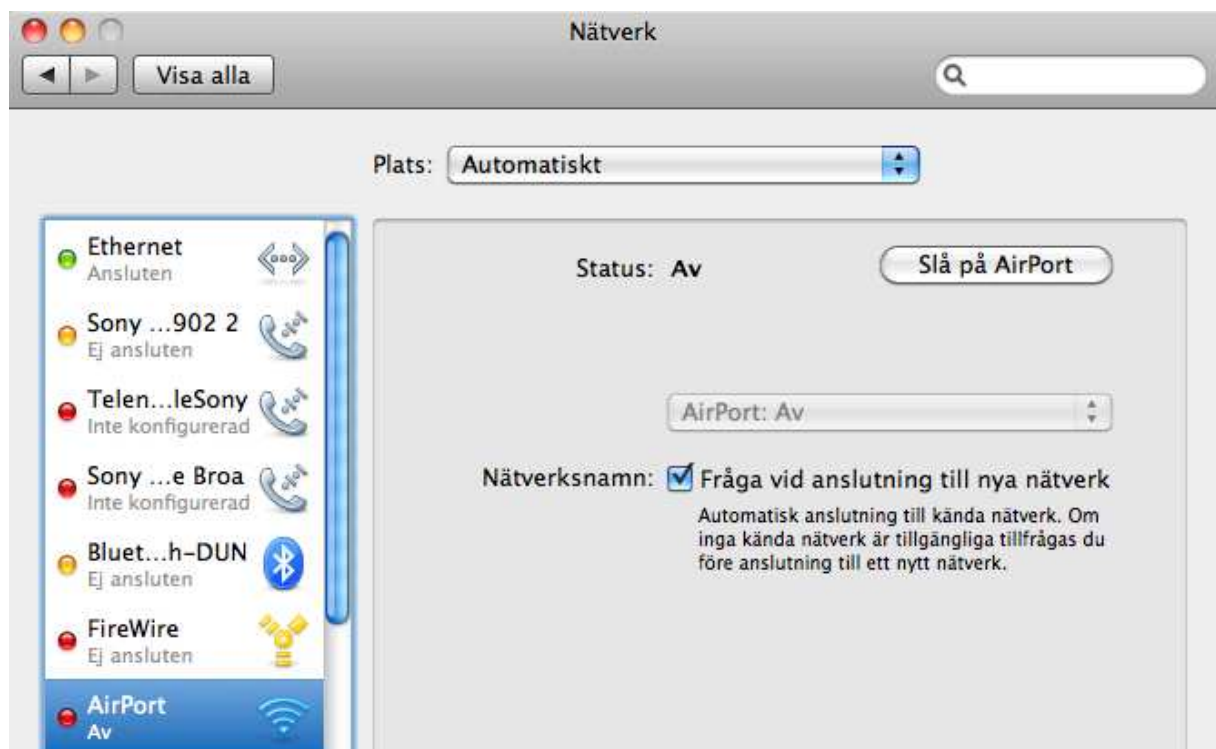 Nätverk
Visa alla
Plats: Automatiskt
Ethernet
Ansluten
Sony ...902 2
Ej ansluten
Telen...leSony
Inte konfigurerad
Sony ...e Broa
Inte konfigurerad
Bluet...h-DUN
Ej ansluten
FireWire
Ej ansluten
AirPort
Av
Status: Av
Slå på AirPort
AirPort: Av
Nätverksnamn: Fråga vid anslutning till nya nätverk
Automatisk anslutning till kända nätverk. Om
inga kända nätverk är tillgängliga tillfrågas du
före anslutning till ett nytt nätverk.